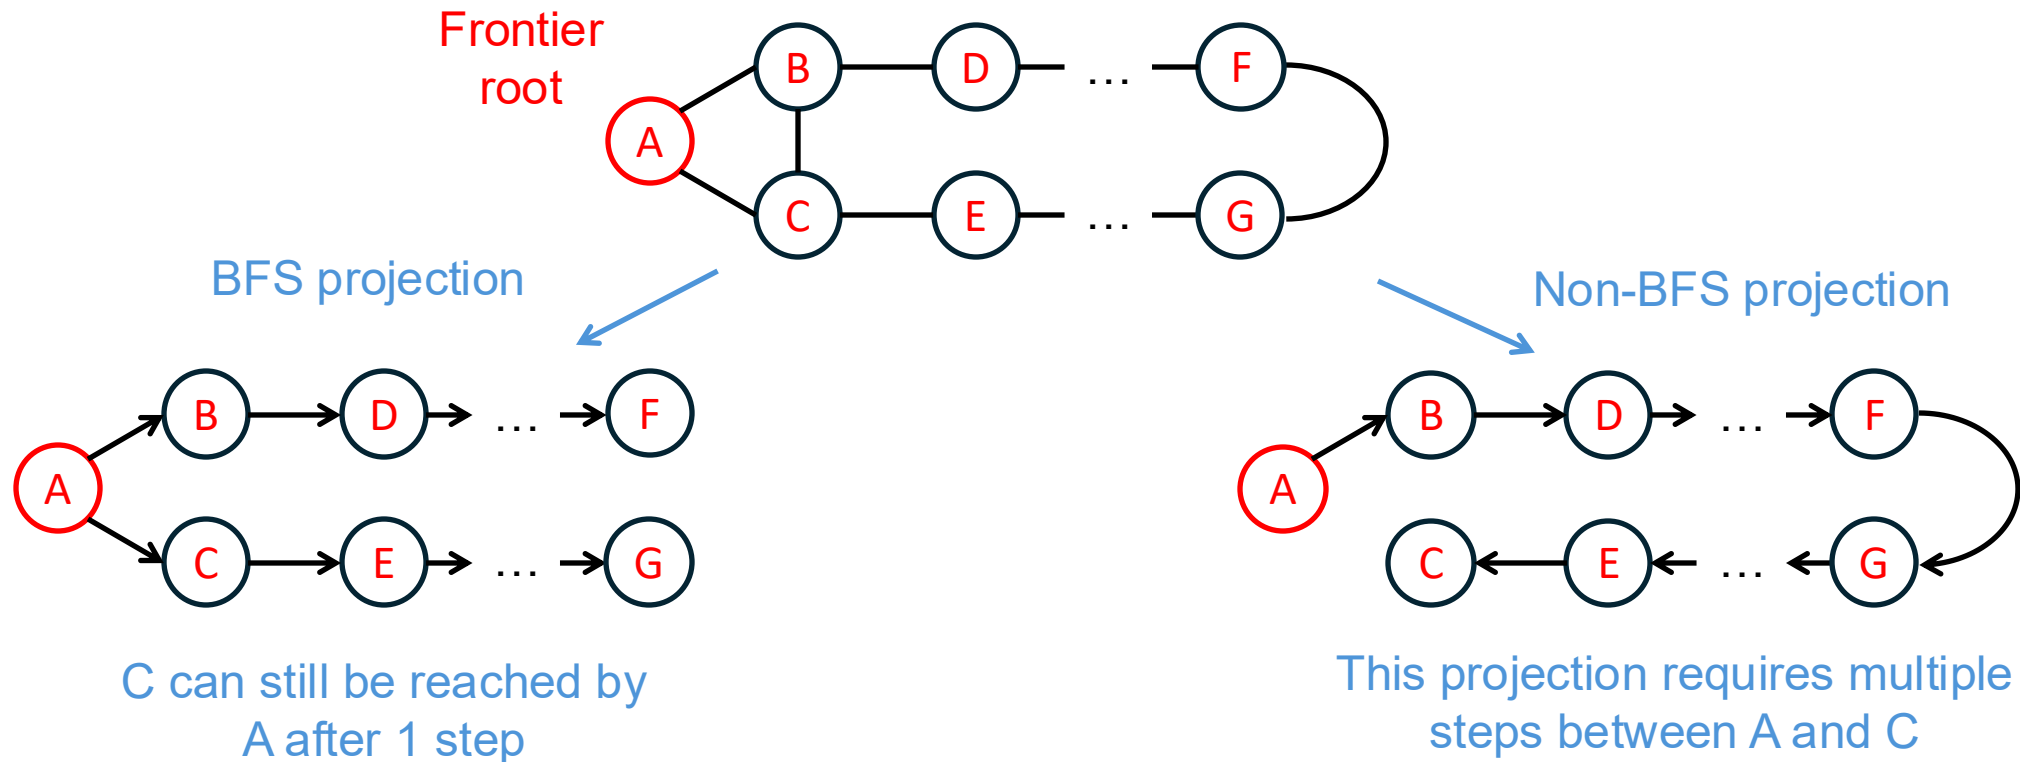 Frontier
root
A
B
D
...
F
C
E
...
G
BFS projection
Non-BFS projection
A
B
D
...
F
C
E
...
G
C can still be reached by
A after 1 step
A
B
D
...
F
C
E
...
G
This projection requires multiple
steps between A and C